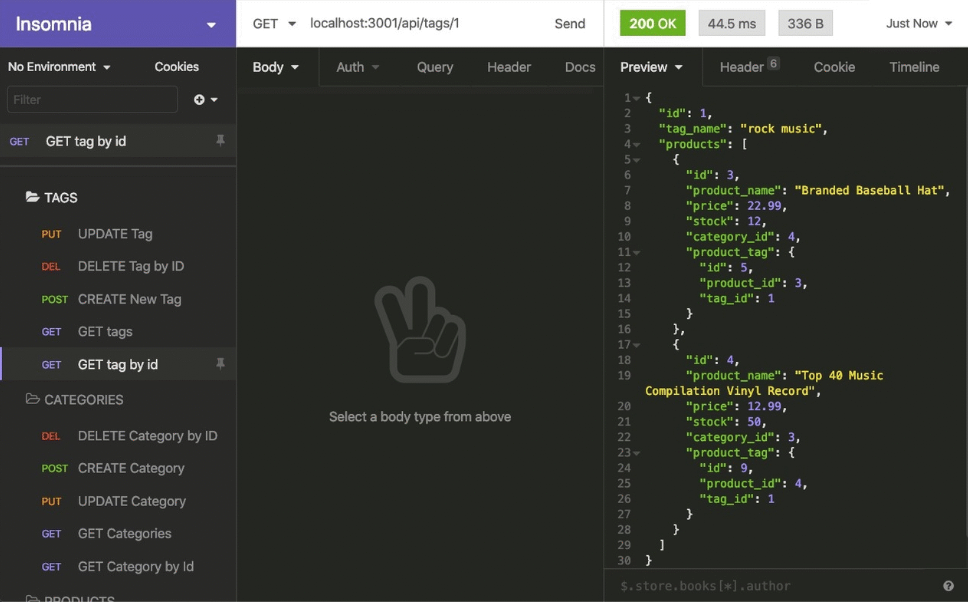 Insomnia
GET localhost:3001/api/tags/1 Send
200 OK 44.5 ms 336 B Just Now
No Environment Cookies
Body Auth Query Header Docs
Preview Header 6 Cookie Timeline
Filter
GET GET tag by id
TAGS
PUT UPDATE Tag
DEL DELETE Tag by ID
POST CREATE New Tag
GET GET tags
GET GET tag by id
CATEGORIES
DEL DELETE Category by ID
POST CREATE Category
PUT UPDATE Category
GET GET Categories
GET GET Category by Id
PRODUCTS
Select a body type from above
1 {
2 "id": 1,
3 "tag_name": "rock music",
4 "products": [
5 {
6 "id": 3,
7 "product_name": "Branded Baseball Hat",
8 "price": 22.99,
9 "stock": 12,
10 "category_id": 4,
11 "product_tag": {
12 "id": 5,
13 "product_id": 3,
14 "tag_id": 1
15 }
16 },
17 {
18 "id": 4,
19 "product_name": "Top 40 Music
Compilation Vinyl Record",
20 "price": 12.99,
21 "stock": 50,
22 "category_id": 3,
23 "product_tag": {
24 "id": 9,
25 "product_id": 4,
26 "tag_id": 1
27 }
28 }
29 ]
30 }
$.store.books[*].author